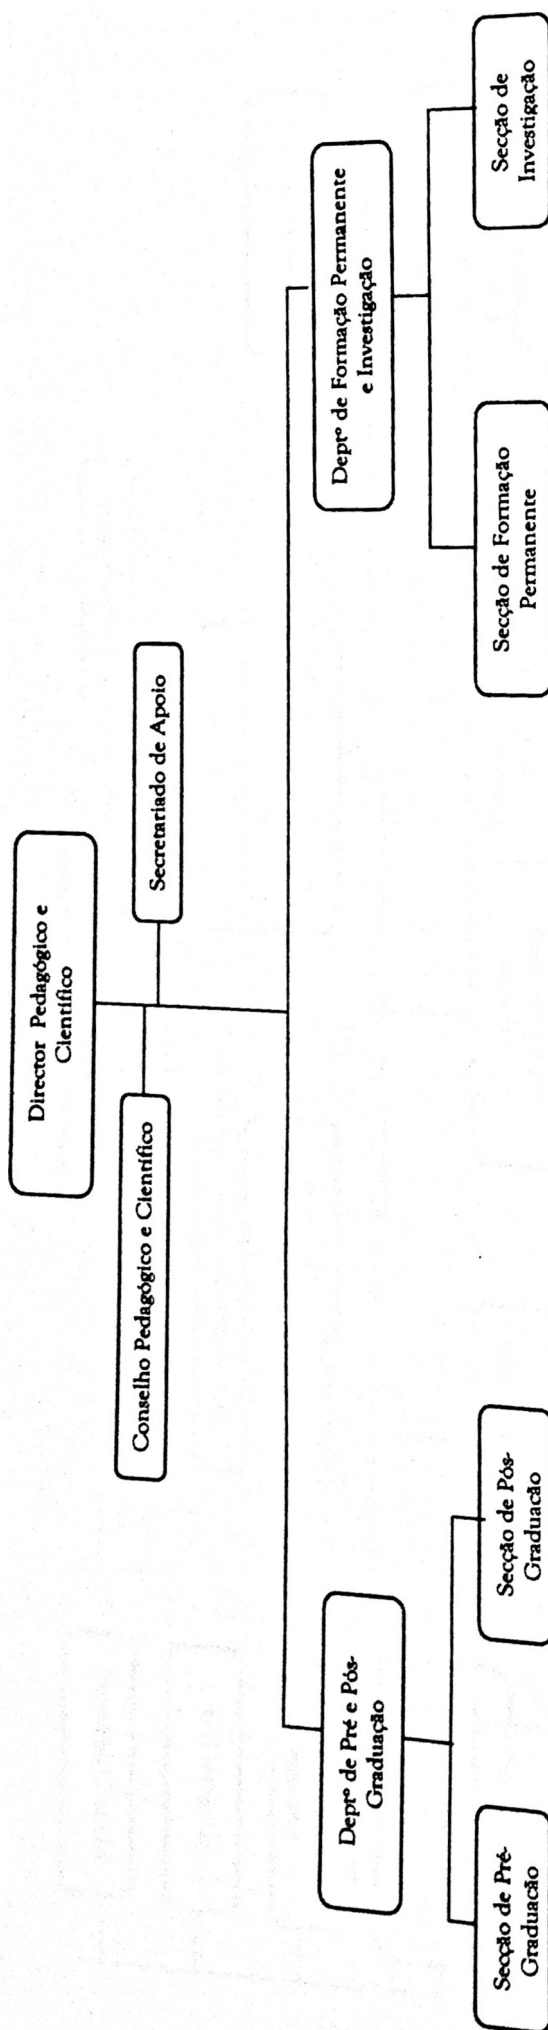 Director Pedagógico e
Científico
Conselho Pedagógico e Científico
Secretariado de Apoio
Deptº de Pré e Pós-
Graduação
Deptº de Formação Permanente
e Investigação
Secção de Pré-
Graduação
Secção de Pós-
Graduacão
Secção de Formação
Permanente
Secção de
Investigação